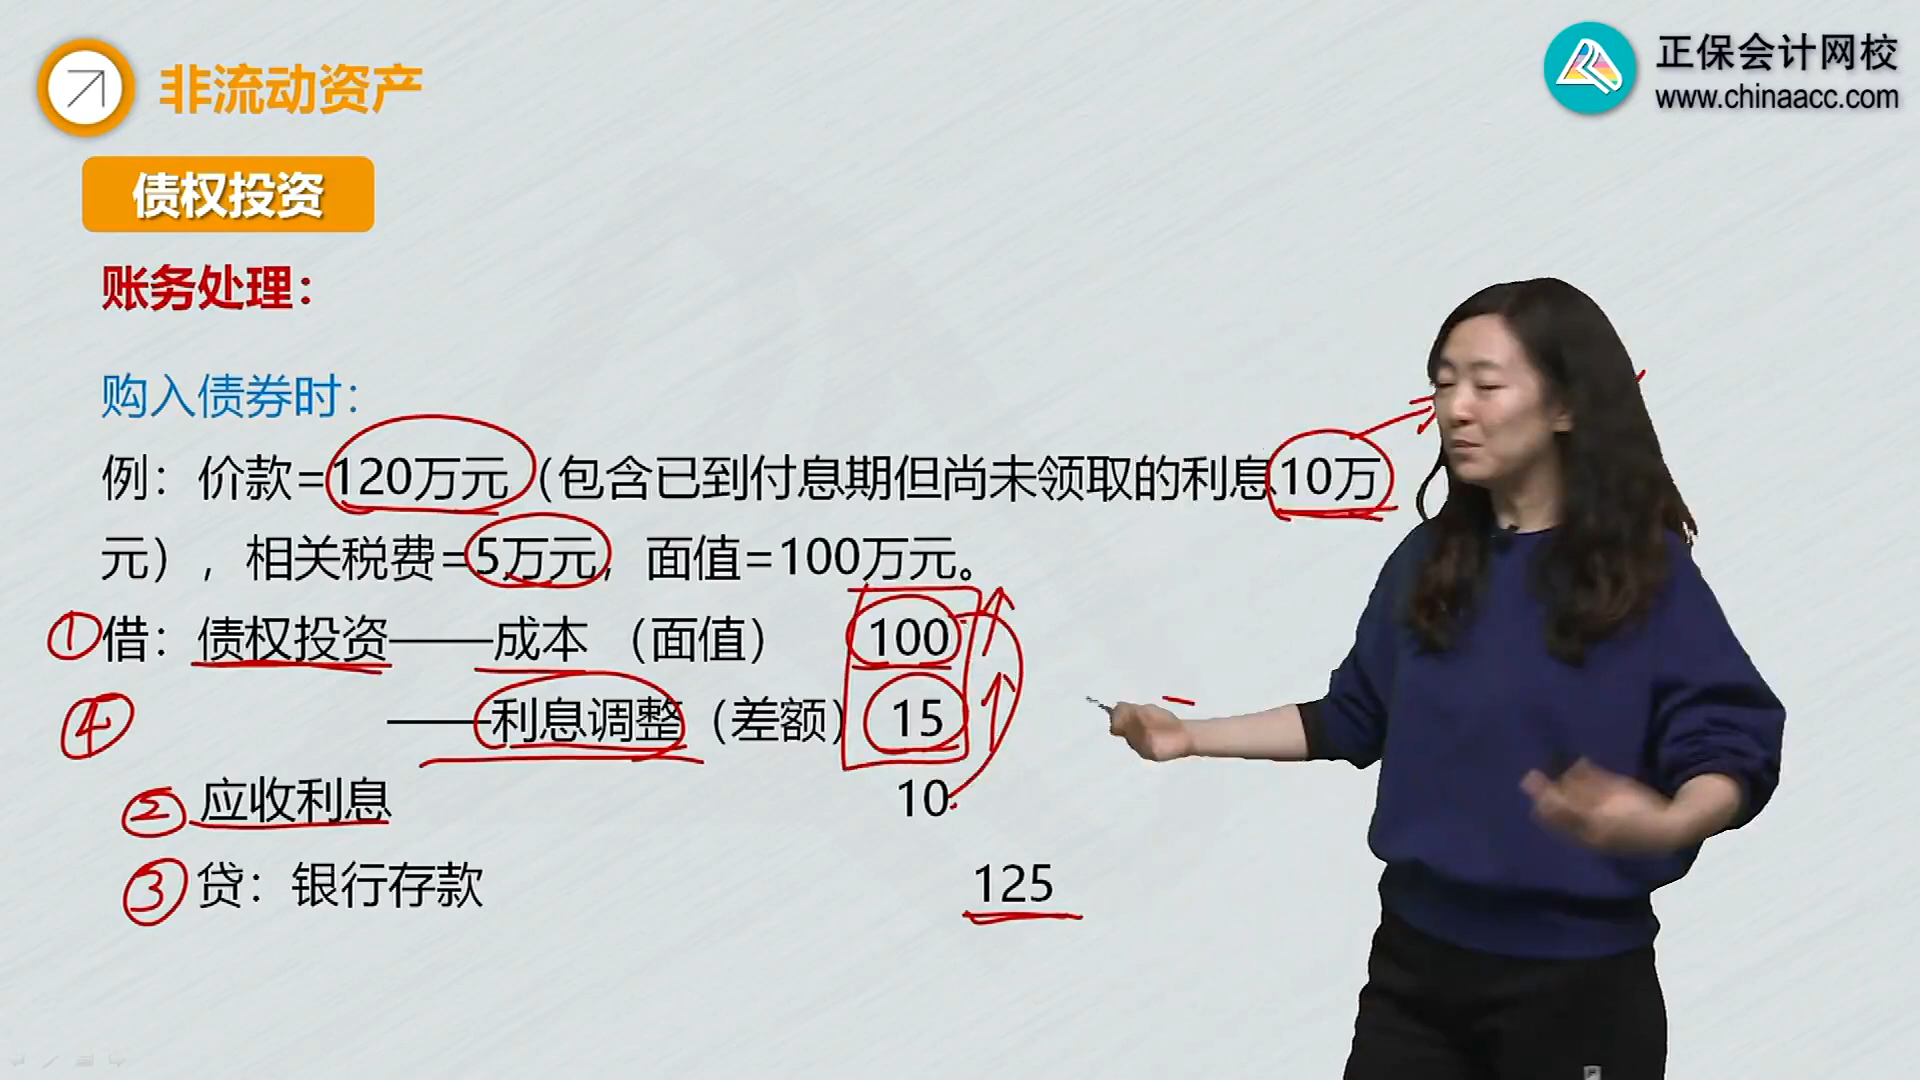 非流动资产
正保会计网校
www.chinaacc.com
债权投资
账务处理：
购入债券时：
例：价款=120万元（包含已到付息期但尚未领取的利息10万
元），相关税费=5万元，面值=100万元。
①借：债权投资——成本（面值） 100
④ ——利息调整（差额） 15
②应收利息 10
③贷：银行存款 125